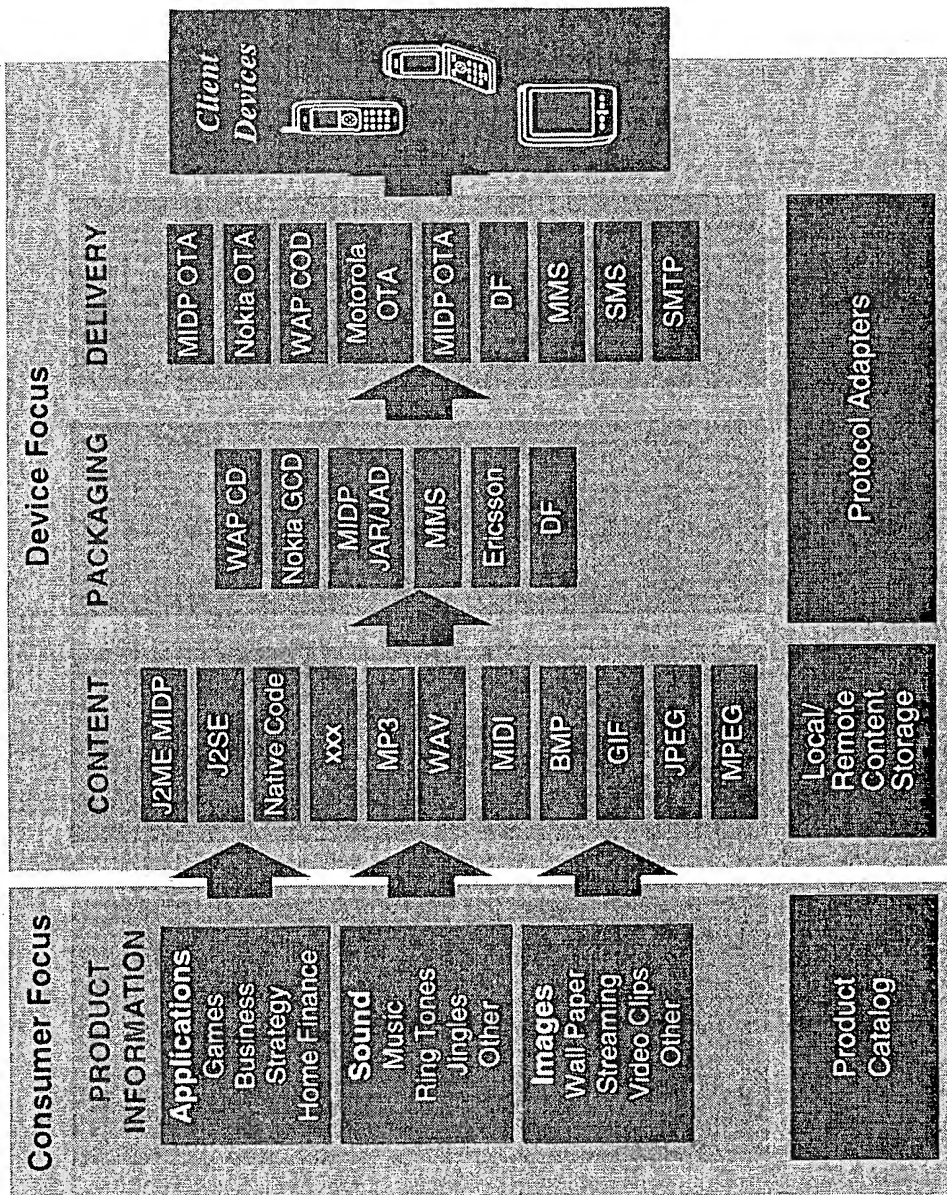 Consumer Focus
PRODUCT
INFORMATION
Applications
Games
Business
Strategy
Home Finance
Sound
Music
Ring Tones
Jingles
Other
Images
Wall Paper
Streaming
Video Clips
Other
Product
Catalog
Device Focus
CONTENT
J2ME MIDP
J2SE
Native Code
xxx
MP3
WAV
MIDI
BMP
GIF
JPEG
MPEG
Local/
Remote
Content
Storage
PACKAGING
WAP CD
Nokia GCD
MIDP
JAR/JAD
MMS
Ericsson
DF
DELIVERY
MIDP OTA
Nokia OTA
WAP COD
Motorola
OTA
MIDP OTA
DF
MMS
SMS
SMTP
Protocol Adapters
Client
Devices